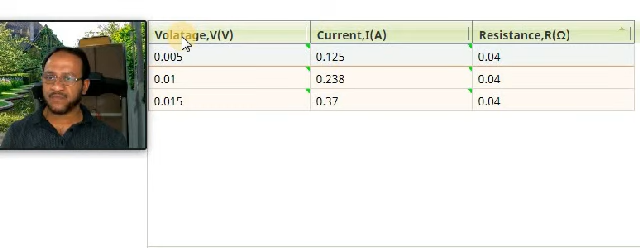 Volatage,V(V) Current,I(A) Resistance,R(Ω)
0.005 0.125 0.04
0.01 0.238 0.04
0.015 0.37 0.04